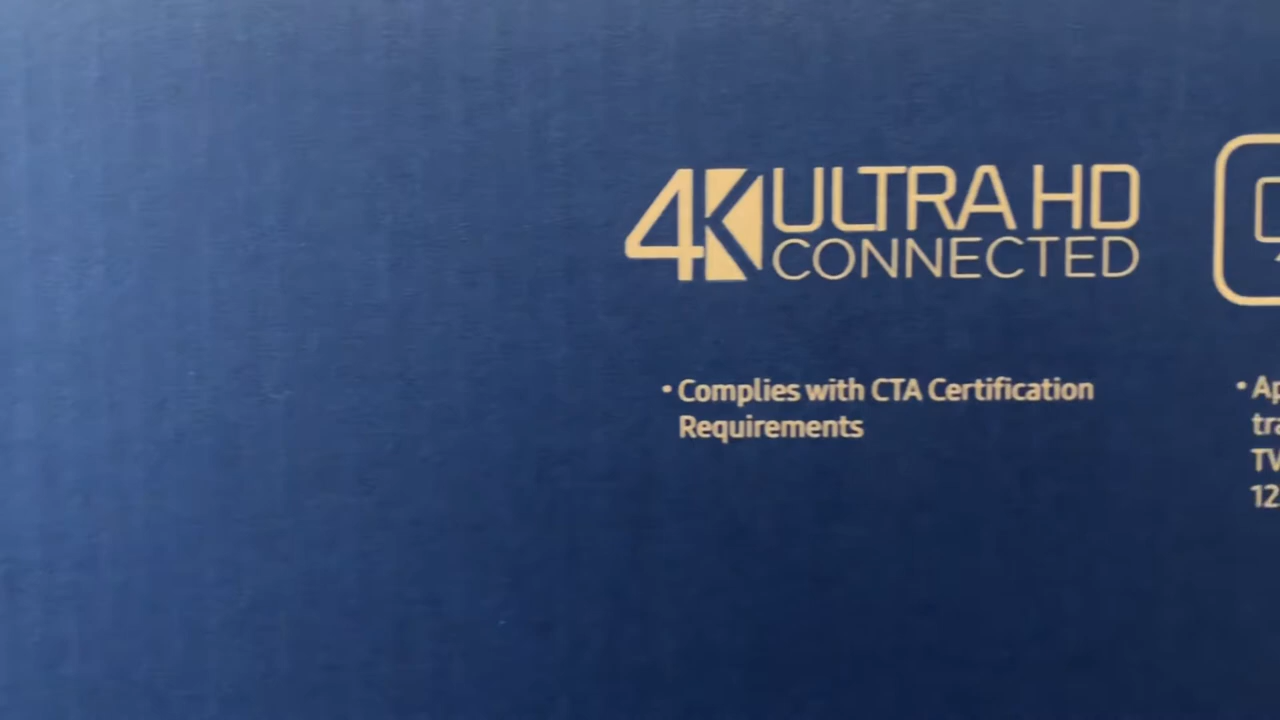 4K ULTRA HD
CONNECTED
• Complies with CTA Certification
Requirements